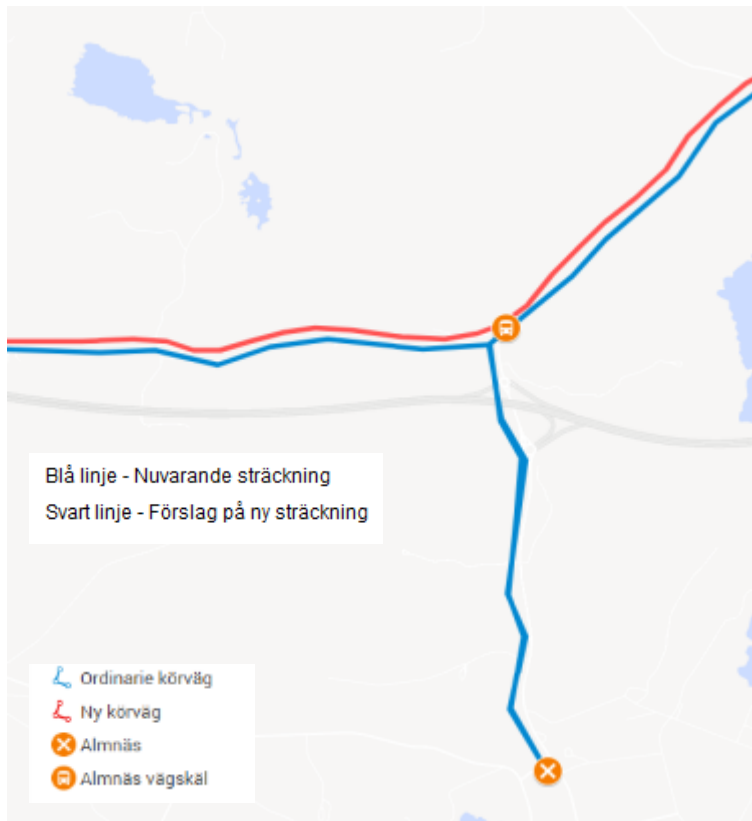 Blå linje - Nuvarande sträckning
Svart linje - Förslag på ny sträckning
Ordinarie körväg
Ny körväg
Almnäs
Almnäs vägskäl